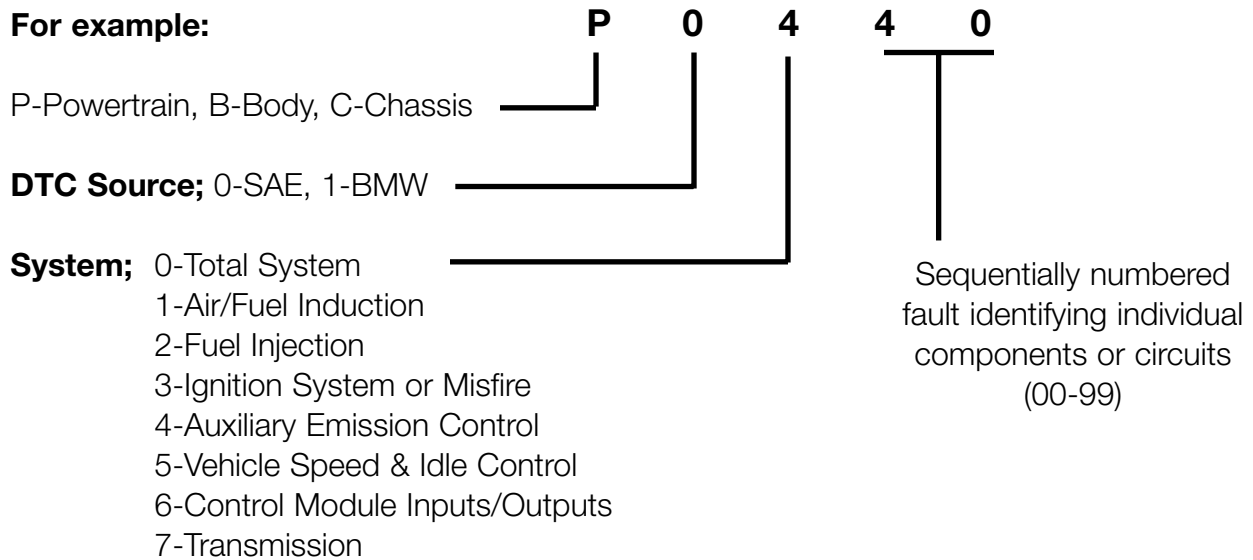 For example: P 0 4 4 0
P-Powertrain, B-Body, C-Chassis
DTC Source; 0-SAE, 1-BMW
System; 0-Total System
1-Air/Fuel Induction
2-Fuel Injection
3-Ignition System or Misfire
4-Auxiliary Emission Control
5-Vehicle Speed & Idle Control
6-Control Module Inputs/Outputs
7-Transmission
Sequentially numbered
fault identifying individual
components or circuits
(00-99)